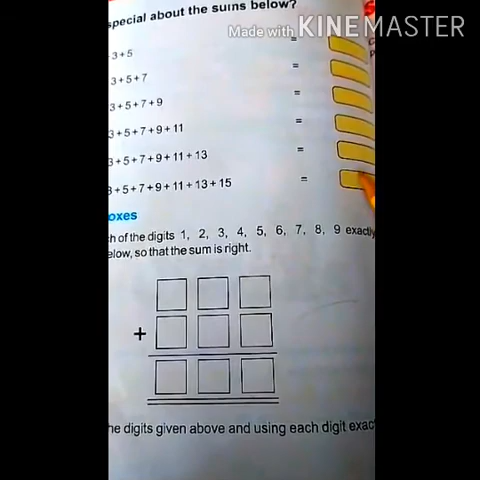 special about the sums below?
Made with KINEMASTER
3 + 5 =
3 + 5 + 7 =
3 + 5 + 7 + 9 =
3 + 5 + 7 + 9 + 11 =
3 + 5 + 7 + 9 + 11 + 13 =
3 + 5 + 7 + 9 + 11 + 13 + 15 =
oxes
h of the digits 1, 2, 3, 4, 5, 6, 7, 8, 9 exactly
elow, so that the sum is right.
+
he digits given above and using each digit exac